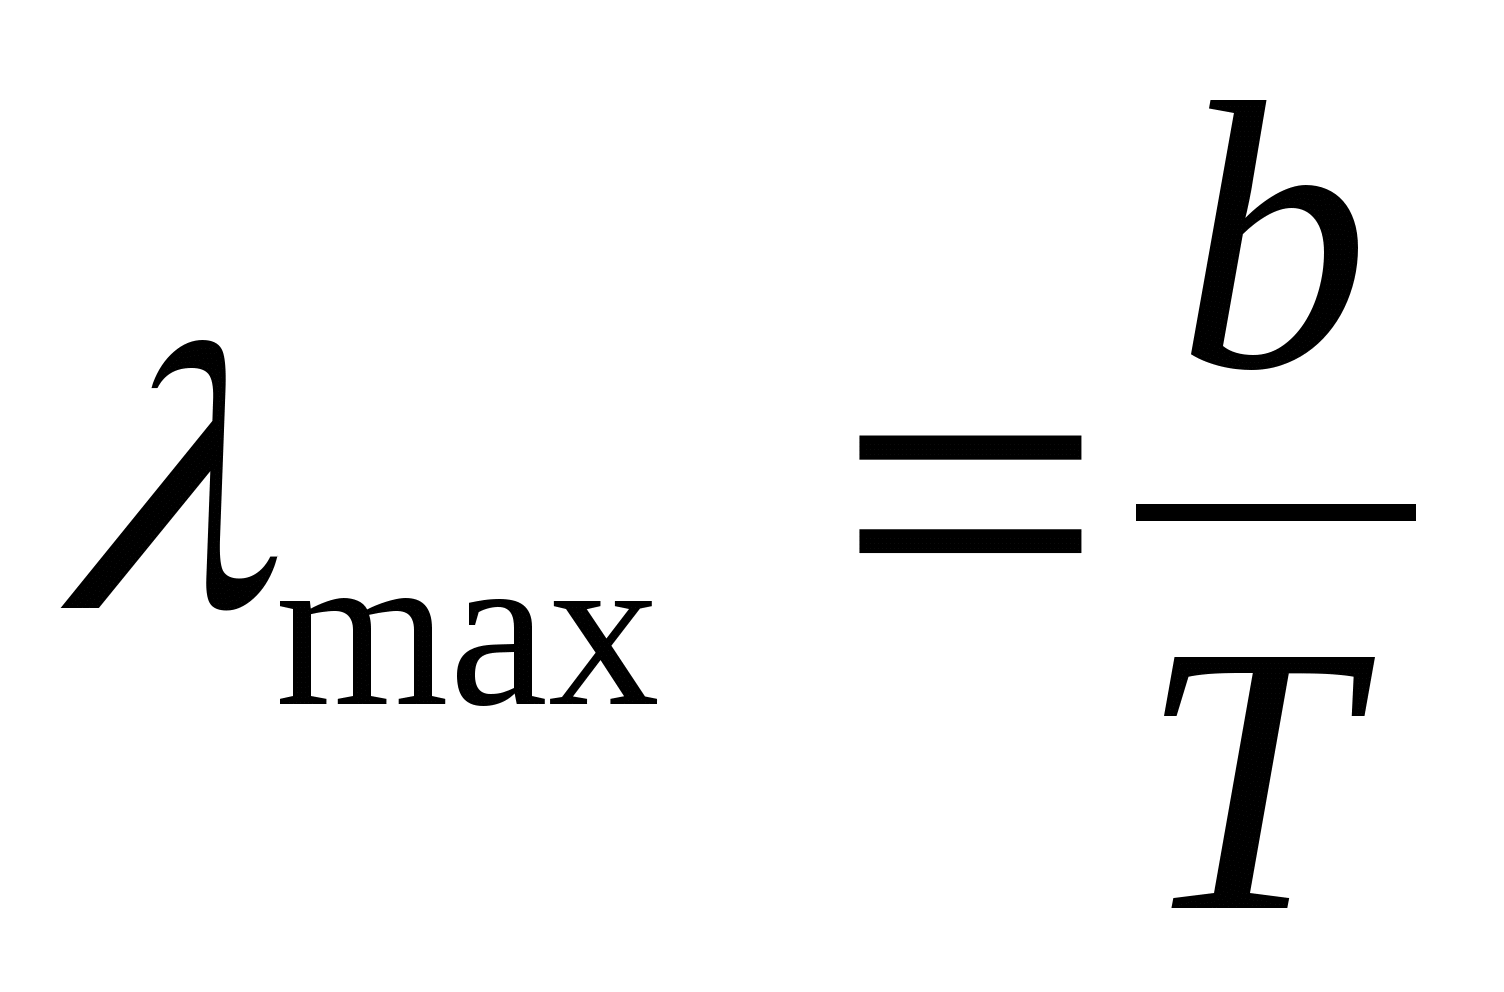 λmax = b/T